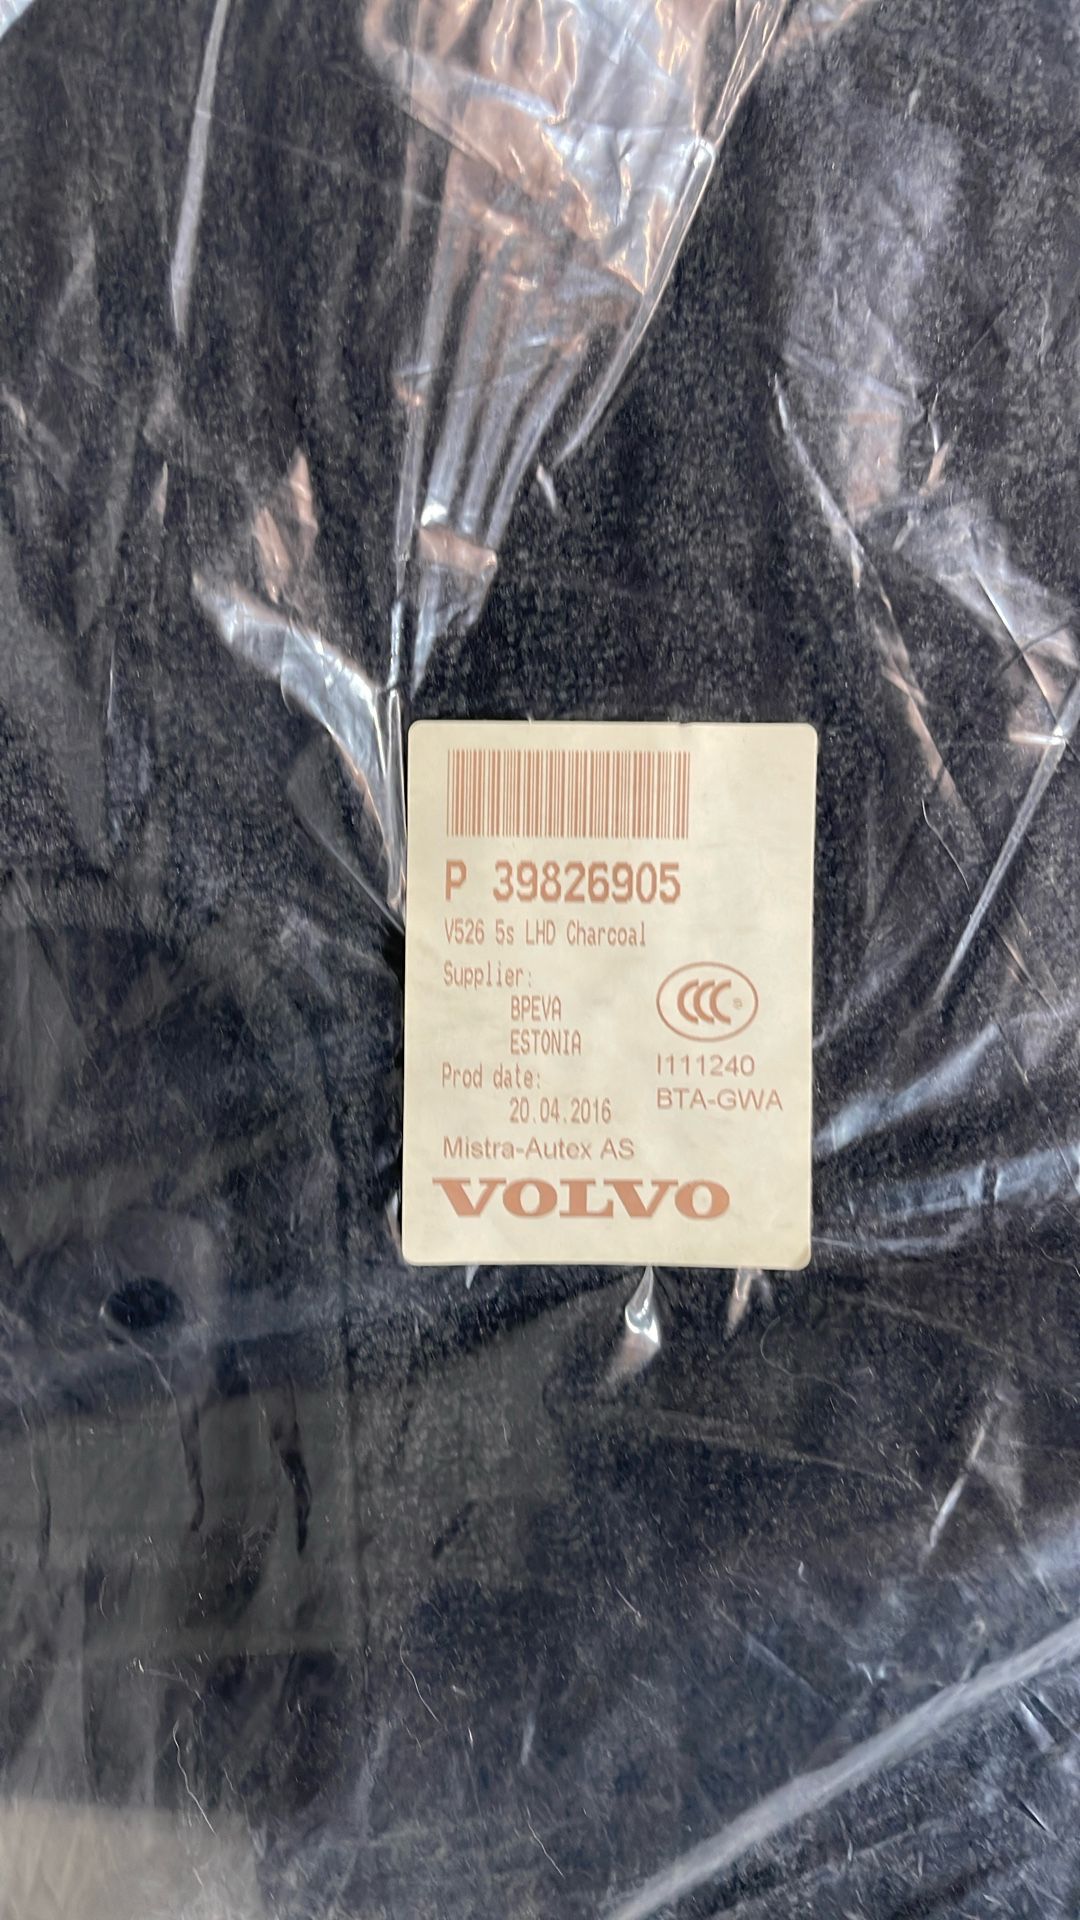 P 39826905
V526 5s LHD Charcoal
Supplier:
BPEVA
ESTONIA
Prod date:
20.04.2016
CCC S
I111240
BTA-GWA
Mistra-Autex AS
VOLVO